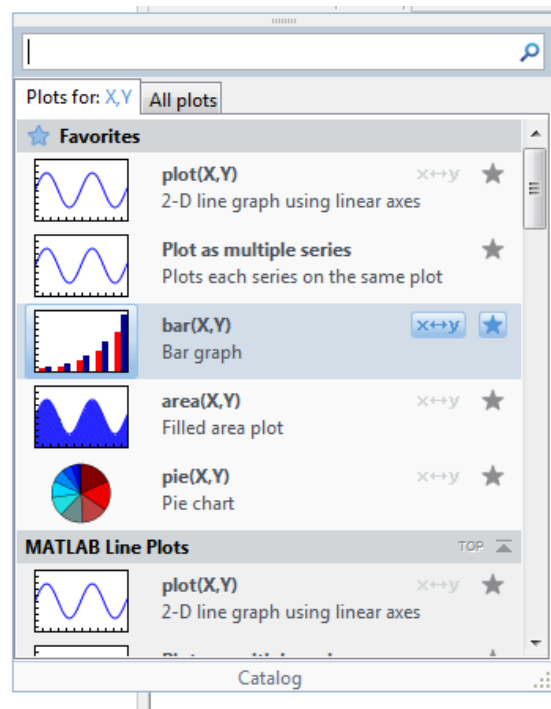 Plots for: X,Y All plots
Favorites
plot(X,Y) x↔y
2-D line graph using linear axes
Plot as multiple series
Plots each series on the same plot
bar(X,Y) x↔y
Bar graph
area(X,Y) x↔y
Filled area plot
pie(X,Y) x↔y
Pie chart
MATLAB Line Plots TOP
plot(X,Y) x↔y
2-D line graph using linear axes
Catalog